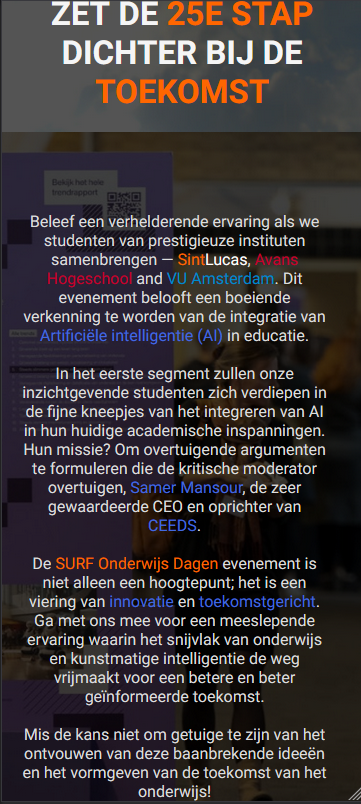 ZET DE 25E STAP
DICHTER BIJ DE
TOEKOMST
Bekijk het hele
trendrapport
Beleef een verhelderende ervaring als we
studenten van prestigieuze instituten
samenbrengen — SintLucas, Avans
Hogeschool and VU Amsterdam. Dit
evenement belooft een boeiende
verkenning te worden van de integratie van
Artificiële intelligentie (AI) in educatie.
In het eerste segment zullen onze
inzichtgevende studenten zich verdiepen in
de fijne kneepjes van het integreren van AI
in hun huidige academische inspanningen.
Hun missie? Om overtuigende argumenten
te formuleren die de kritische moderator
overtuigen, Samer Mansour, de zeer
gewaardeerde CEO en oprichter van
CEEDS.
De SURF Onderwijs Dagen evenement is
niet alleen een hoogtepunt; het is een
viering van innovatie en toekomstgericht.
Ga met ons mee voor een meeslepende
ervaring waarin het snijvlak van onderwijs
en kunstmatige intelligentie de weg
vrijmaakt voor een betere en beter
geïnformeerde toekomst.
Mis de kans niet om getuige te zijn van het
ontvouwen van deze baanbrekende ideeën
en het vormgeven van de toekomst van het
onderwijs!